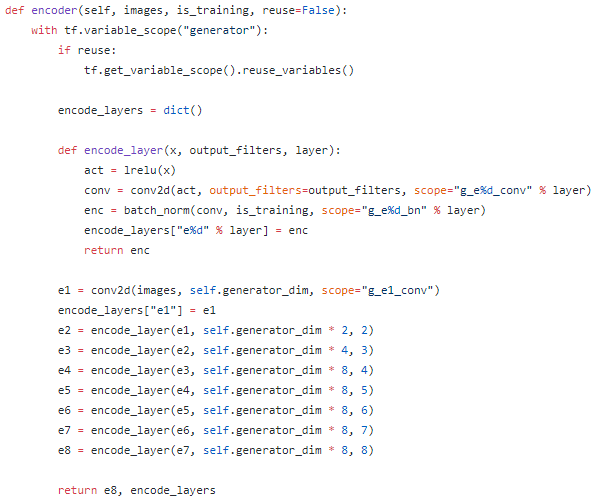 def encoder(self, images, is_training, reuse=False):
    with tf.variable_scope("generator"):
        if reuse:
            tf.get_variable_scope().reuse_variables()

        encode_layers = dict()

        def encode_layer(x, output_filters, layer):
            act = lrelu(x)
            conv = conv2d(act, output_filters=output_filters, scope="g_e%d_conv" % layer)
            enc = batch_norm(conv, is_training, scope="g_e%d_bn" % layer)
            encode_layers["e%d" % layer] = enc
            return enc

        e1 = conv2d(images, self.generator_dim, scope="g_e1_conv")
        encode_layers["e1"] = e1
        e2 = encode_layer(e1, self.generator_dim * 2, 2)
        e3 = encode_layer(e2, self.generator_dim * 4, 3)
        e4 = encode_layer(e3, self.generator_dim * 8, 4)
        e5 = encode_layer(e4, self.generator_dim * 8, 5)
        e6 = encode_layer(e5, self.generator_dim * 8, 6)
        e7 = encode_layer(e6, self.generator_dim * 8, 7)
        e8 = encode_layer(e7, self.generator_dim * 8, 8)

        return e8, encode_layers